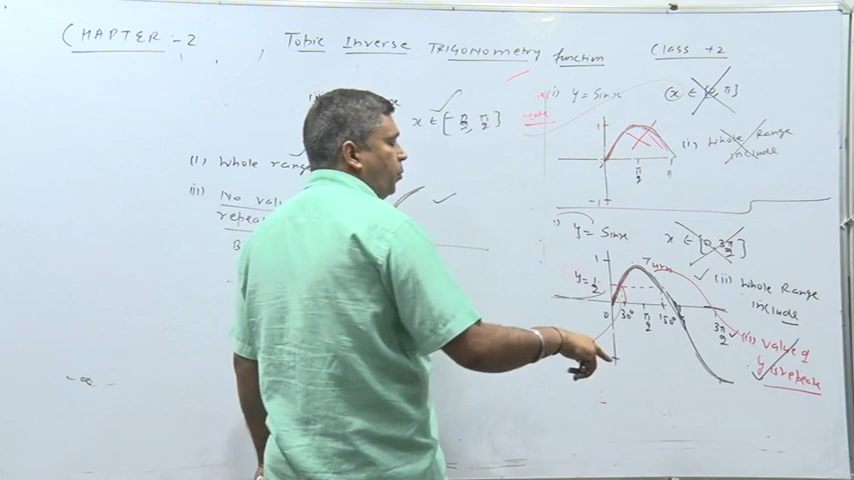 CHAPTER :- 2 Topic Inverse TRIGONOMETRY function Class +2
x ∈ [-π/2, π/2]
(i) Whole range
ii) No val
repea
B
-∞
(i) y = Sinx x ∈ [0, π]
1
(i) Whole Range
include
π/2 π
-1
i) y = Sinx x ∈ [0, 3π/2]
1 Turn
(ii) Whole Range
include
y = 1/2
0 30° π/2 150° 3π/2
(ii) Value of
y is repeate